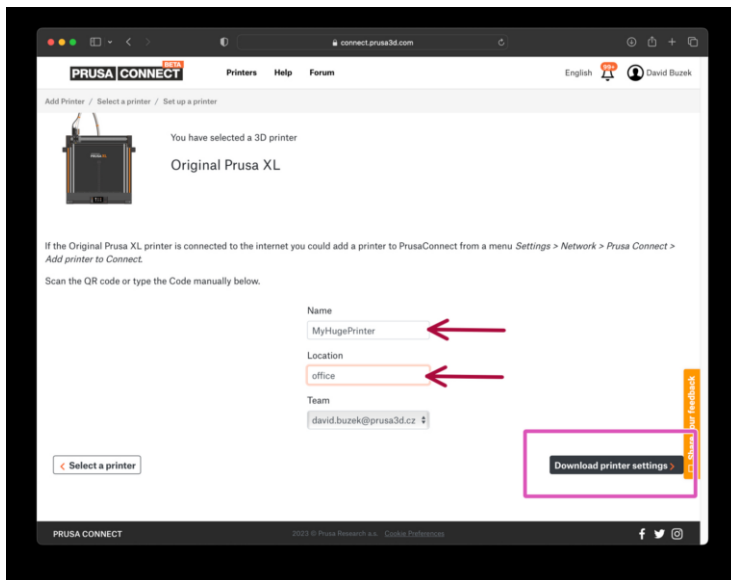 connect.prusa3d.com
PRUSA CONNECT BETA Printers Help Forum English 99+ David Buzek
Add Printer / Select a printer / Set up a printer
You have selected a 3D printer
Original Prusa XL
If the Original Prusa XL printer is connected to the internet you could add a printer to PrusaConnect from a menu Settings > Network > Prusa Connect >
Add printer to Connect.
Scan the QR code or type the Code manually below.
Name
MyHugePrinter
Location
office
Team
david.buzek@prusa3d.cz
Share your feedback
< Select a printer
Download printer settings >
PRUSA CONNECT 2023 © Prusa Research a.s. Cookie Preferences